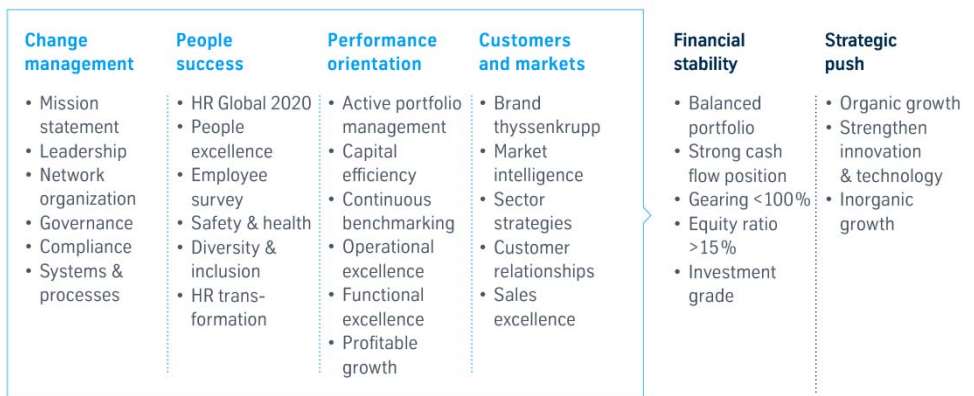 Change
management
• Mission
statement
• Leadership
• Network
organization
• Governance
• Compliance
• Systems &
processes
People
success
• HR Global 2020
• People
excellence
• Employee
survey
• Safety & health
• Diversity &
inclusion
• HR trans-
formation
Performance
orientation
• Active portfolio
management
• Capital
efficiency
• Continuous
benchmarking
• Operational
excellence
• Functional
excellence
• Profitable
growth
Customers
and markets
• Brand
thyssenkrupp
• Market
intelligence
• Sector
strategies
• Customer
relationships
• Sales
excellence
Financial
stability
• Balanced
portfolio
• Strong cash
flow position
• Gearing <100%
• Equity ratio
>15%
• Investment
grade
Strategic
push
• Organic growth
• Strengthen
innovation
& technology
• Inorganic
growth